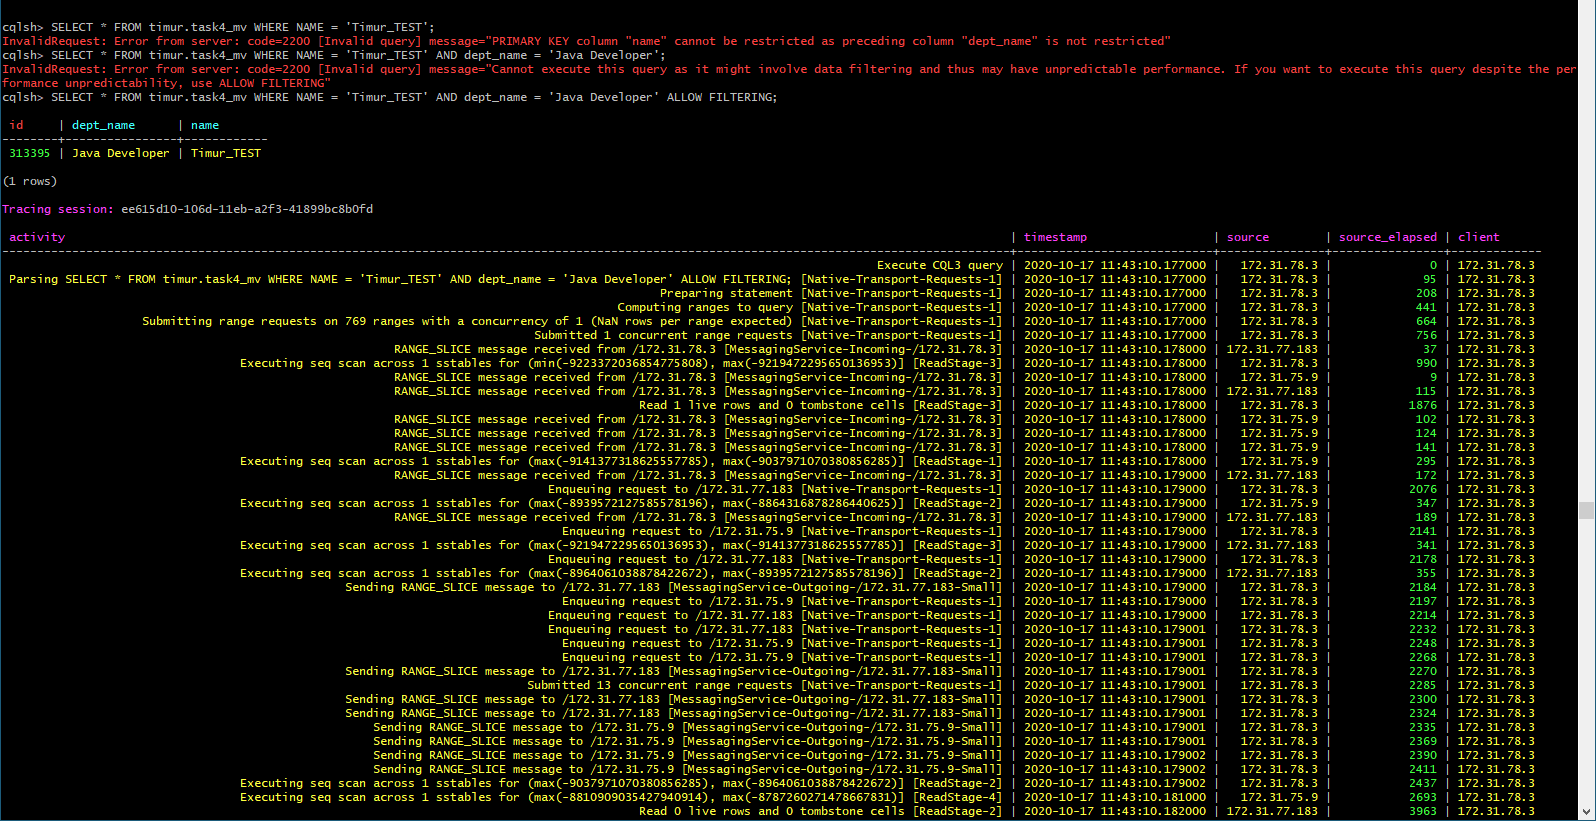 cqlsh> SELECT * FROM timur.task4_mv WHERE NAME = 'Timur_TEST';
InvalidRequest: Error from server: code=2200 [Invalid query] message="PRIMARY KEY column "name" cannot be restricted as preceding column "dept_name" is not restricted"
cqlsh> SELECT * FROM timur.task4_mv WHERE NAME = 'Timur_TEST' AND dept_name = 'Java Developer';
InvalidRequest: Error from server: code=2200 [Invalid query] message="Cannot execute this query as it might involve data filtering and thus may have unpredictable performance. If you want to execute this query despite the per
formance unpredictability, use ALLOW FILTERING"
cqlsh> SELECT * FROM timur.task4_mv WHERE NAME = 'Timur_TEST' AND dept_name = 'Java Developer' ALLOW FILTERING;
id | dept_name | name
313395 | Java Developer | Timur_TEST
(1 rows)
Tracing session: ee615d10-106d-11eb-a2f3-41899bc8b0fd
activity | timestamp | source | source_elapsed | client
Execute CQL3 query | 2020-10-17 11:43:10.177000 | 172.31.78.3 | 0 | 172.31.78.3
Parsing SELECT * FROM timur.task4_mv WHERE NAME = 'Timur_TEST' AND dept_name = 'Java Developer' ALLOW FILTERING; [Native-Transport-Requests-1] | 2020-10-17 11:43:10.177000 | 172.31.78.3 | 95 | 172.31.78.3
Preparing statement [Native-Transport-Requests-1] | 2020-10-17 11:43:10.177000 | 172.31.78.3 | 208 | 172.31.78.3
Computing ranges to query [Native-Transport-Requests-1] | 2020-10-17 11:43:10.177000 | 172.31.78.3 | 441 | 172.31.78.3
Submitting range requests on 769 ranges with a concurrency of 1 (NaN rows per range expected) [Native-Transport-Requests-1] | 2020-10-17 11:43:10.177000 | 172.31.78.3 | 664 | 172.31.78.3
Submitted 1 concurrent range requests [Native-Transport-Requests-1] | 2020-10-17 11:43:10.177000 | 172.31.78.3 | 756 | 172.31.78.3
RANGE_SLICE message received from /172.31.78.3 [MessagingService-Incoming-/172.31.78.3] | 2020-10-17 11:43:10.178000 | 172.31.77.183 | 37 | 172.31.78.3
Executing seq scan across 1 sstables for (min(-9223372036854775808), max(-9219472295650136953)] [ReadStage-3] | 2020-10-17 11:43:10.178000 | 172.31.78.3 | 990 | 172.31.78.3
RANGE_SLICE message received from /172.31.78.3 [MessagingService-Incoming-/172.31.78.3] | 2020-10-17 11:43:10.178000 | 172.31.75.9 | 9 | 172.31.78.3
RANGE_SLICE message received from /172.31.78.3 [MessagingService-Incoming-/172.31.78.3] | 2020-10-17 11:43:10.178000 | 172.31.77.183 | 115 | 172.31.78.3
Read 1 live rows and 0 tombstone cells [ReadStage-3] | 2020-10-17 11:43:10.178000 | 172.31.78.3 | 1876 | 172.31.78.3
RANGE_SLICE message received from /172.31.78.3 [MessagingService-Incoming-/172.31.78.3] | 2020-10-17 11:43:10.178000 | 172.31.75.9 | 102 | 172.31.78.3
RANGE_SLICE message received from /172.31.78.3 [MessagingService-Incoming-/172.31.78.3] | 2020-10-17 11:43:10.178000 | 172.31.75.9 | 124 | 172.31.78.3
RANGE_SLICE message received from /172.31.78.3 [MessagingService-Incoming-/172.31.78.3] | 2020-10-17 11:43:10.178000 | 172.31.75.9 | 141 | 172.31.78.3
Executing seq scan across 1 sstables for (max(-9141377318625557785), max(-9037971070380856285)] [ReadStage-1] | 2020-10-17 11:43:10.178000 | 172.31.75.9 | 295 | 172.31.78.3
RANGE_SLICE message received from /172.31.78.3 [MessagingService-Incoming-/172.31.78.3] | 2020-10-17 11:43:10.179000 | 172.31.77.183 | 172 | 172.31.78.3
Enqueuing request to /172.31.77.183 [Native-Transport-Requests-1] | 2020-10-17 11:43:10.179000 | 172.31.78.3 | 2076 | 172.31.78.3
Executing seq scan across 1 sstables for (max(-8939572127585578196), max(-8864316878286440625)] [ReadStage-2] | 2020-10-17 11:43:10.179000 | 172.31.75.9 | 347 | 172.31.78.3
RANGE_SLICE message received from /172.31.78.3 [MessagingService-Incoming-/172.31.78.3] | 2020-10-17 11:43:10.179000 | 172.31.77.183 | 189 | 172.31.78.3
Enqueuing request to /172.31.75.9 [Native-Transport-Requests-1] | 2020-10-17 11:43:10.179000 | 172.31.78.3 | 2141 | 172.31.78.3
Executing seq scan across 1 sstables for (max(-9219472295650136953), max(-9141377318625557785)] [ReadStage-3] | 2020-10-17 11:43:10.179000 | 172.31.77.183 | 341 | 172.31.78.3
Enqueuing request to /172.31.77.183 [Native-Transport-Requests-1] | 2020-10-17 11:43:10.179000 | 172.31.78.3 | 2178 | 172.31.78.3
Executing seq scan across 1 sstables for (max(-8964061038878422672), max(-8939572127585578196)] [ReadStage-2] | 2020-10-17 11:43:10.179000 | 172.31.77.183 | 355 | 172.31.78.3
Sending RANGE_SLICE message to /172.31.77.183 [MessagingService-Outgoing-/172.31.77.183-Small] | 2020-10-17 11:43:10.179000 | 172.31.78.3 | 2184 | 172.31.78.3
Enqueuing request to /172.31.75.9 [Native-Transport-Requests-1] | 2020-10-17 11:43:10.179000 | 172.31.78.3 | 2197 | 172.31.78.3
Enqueuing request to /172.31.77.183 [Native-Transport-Requests-1] | 2020-10-17 11:43:10.179000 | 172.31.78.3 | 2214 | 172.31.78.3
Enqueuing request to /172.31.77.183 [Native-Transport-Requests-1] | 2020-10-17 11:43:10.179001 | 172.31.78.3 | 2232 | 172.31.78.3
Enqueuing request to /172.31.75.9 [Native-Transport-Requests-1] | 2020-10-17 11:43:10.179001 | 172.31.78.3 | 2248 | 172.31.78.3
Enqueuing request to /172.31.75.9 [Native-Transport-Requests-1] | 2020-10-17 11:43:10.179001 | 172.31.78.3 | 2268 | 172.31.78.3
Sending RANGE_SLICE message to /172.31.77.183 [MessagingService-Outgoing-/172.31.77.183-Small] | 2020-10-17 11:43:10.179001 | 172.31.78.3 | 2270 | 172.31.78.3
Submitted 13 concurrent range requests [Native-Transport-Requests-1] | 2020-10-17 11:43:10.179001 | 172.31.78.3 | 2285 | 172.31.78.3
Sending RANGE_SLICE message to /172.31.77.183 [MessagingService-Outgoing-/172.31.77.183-Small] | 2020-10-17 11:43:10.179001 | 172.31.78.3 | 2300 | 172.31.78.3
Sending RANGE_SLICE message to /172.31.77.183 [MessagingService-Outgoing-/172.31.77.183-Small] | 2020-10-17 11:43:10.179001 | 172.31.78.3 | 2324 | 172.31.78.3
Sending RANGE_SLICE message to /172.31.75.9 [MessagingService-Outgoing-/172.31.75.9-Small] | 2020-10-17 11:43:10.179001 | 172.31.78.3 | 2335 | 172.31.78.3
Sending RANGE_SLICE message to /172.31.75.9 [MessagingService-Outgoing-/172.31.75.9-Small] | 2020-10-17 11:43:10.179001 | 172.31.78.3 | 2369 | 172.31.78.3
Sending RANGE_SLICE message to /172.31.75.9 [MessagingService-Outgoing-/172.31.75.9-Small] | 2020-10-17 11:43:10.179002 | 172.31.78.3 | 2390 | 172.31.78.3
Sending RANGE_SLICE message to /172.31.75.9 [MessagingService-Outgoing-/172.31.75.9-Small] | 2020-10-17 11:43:10.179002 | 172.31.78.3 | 2411 | 172.31.78.3
Executing seq scan across 1 sstables for (max(-9037971070380856285), max(-8964061038878422672)] [ReadStage-2] | 2020-10-17 11:43:10.179002 | 172.31.78.3 | 2437 | 172.31.78.3
Executing seq scan across 1 sstables for (max(-8810909035427940914), max(-8787260271478667831)] [ReadStage-4] | 2020-10-17 11:43:10.181000 | 172.31.75.9 | 2693 | 172.31.78.3
Read 0 live rows and 0 tombstone cells [ReadStage-2] | 2020-10-17 11:43:10.182000 | 172.31.77.183 | 3963 | 172.31.78.3